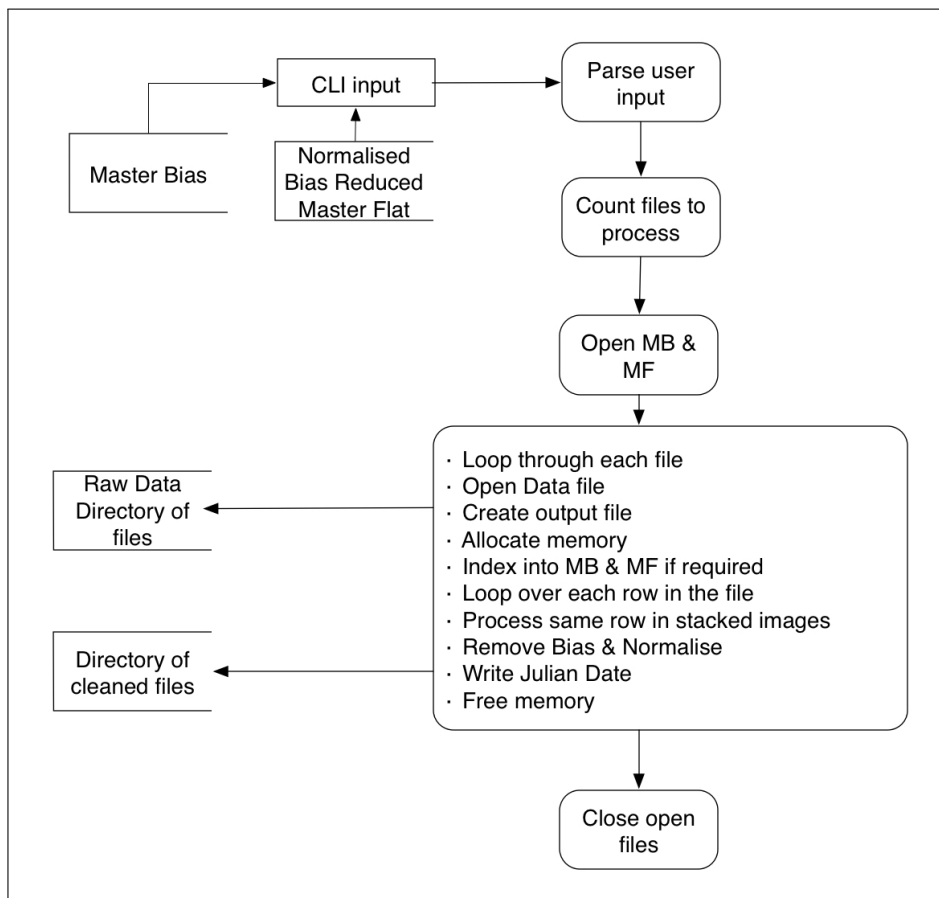 CLI input
Parse user
input
Master Bias
Normalised
Bias Reduced
Master Flat
Count files to
process
Open MB &
MF
· Loop through each file
· Open Data file
· Create output file
· Allocate memory
· Index into MB & MF if required
· Loop over each row in the file
· Process same row in stacked images
· Remove Bias & Normalise
· Write Julian Date
· Free memory
Raw Data
Directory of
files
Directory of
cleaned files
Close open
files